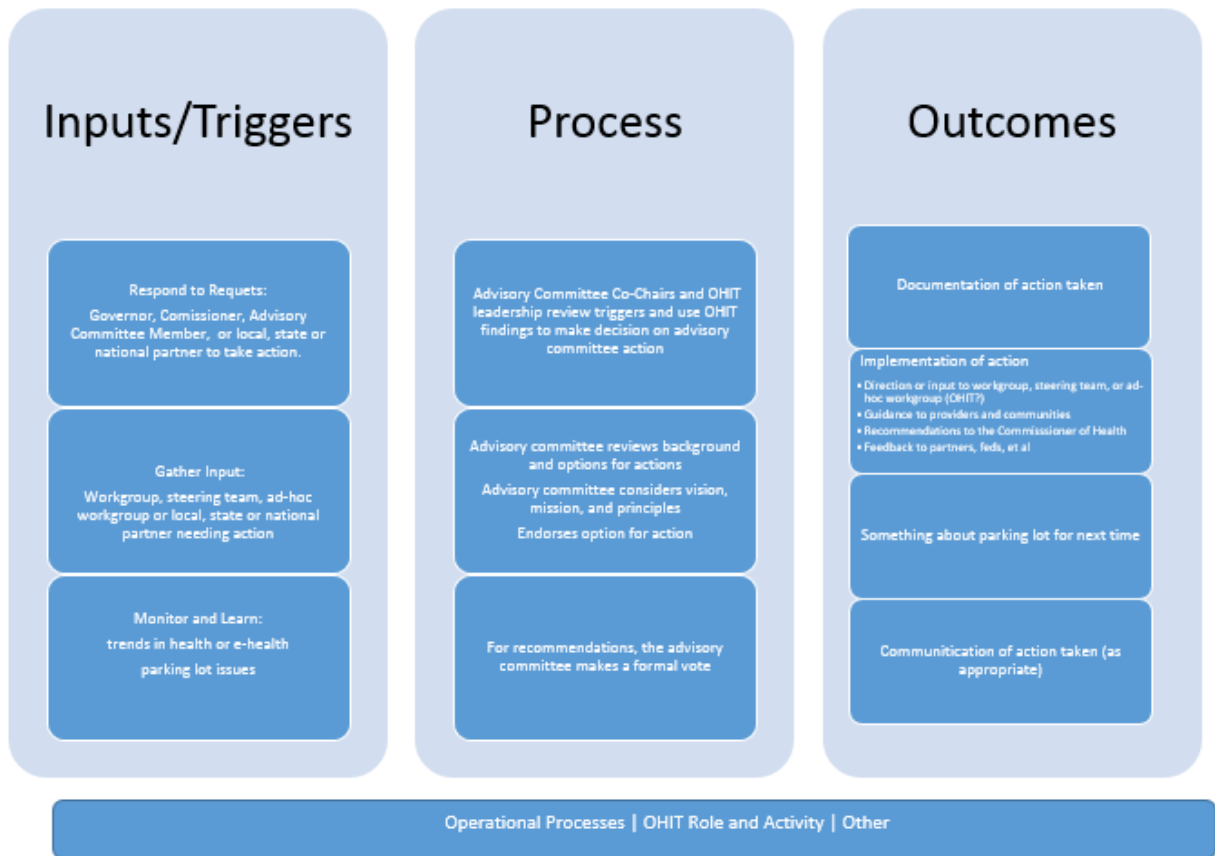 Inputs/Triggers
Respond to Requets:
Governor, Comissioner, Advisory
Committee Member, or local, state or
national partner to take action.
Gather Input:
Workgroup, steering team, ad-hoc
workgroup or local, state or national
partner needing action
Monitor and Learn:
trends in health or e-health
parking lot issues
Process
Advisory Committee Co-Chairs and OHIT
leadership review triggers and use OHIT
findings to make decision on advisory
committee action
Advisory committee reviews background
and options for actions
Advisory committee considers vision,
mission, and principles
Endorses option for action
For recommendations, the advisory
committee makes a formal vote
Outcomes
Documentation of action taken
Implementation of action
• Direction or input to workgroup, steering team, or ad-
hoc workgroup (OHIT?)
• Guidance to providers and communities
• Recommendations to the Commisssioner of Health
• Feedback to partners, feds, et al
Something about parking lot for next time
Communitication of action taken (as
appropriate)
Operational Processes | OHIT Role and Activity | Other